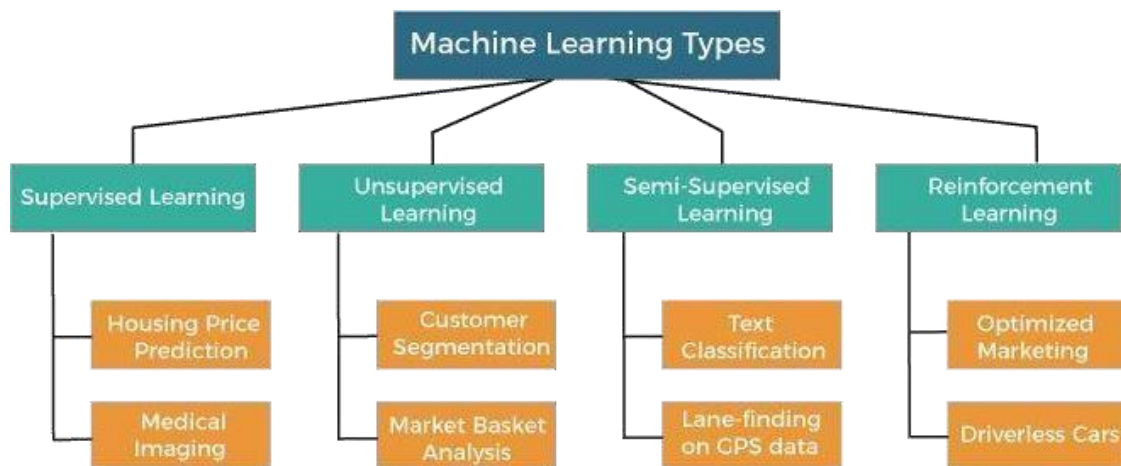 Machine Learning Types
Supervised Learning
Unsupervised
Learning
Semi-Supervised
Learning
Reinforcement
Learning
Housing Price
Prediction
Customer
Segmentation
Text
Classification
Optimized
Marketing
Medical
Imaging
Market Basket
Analysis
Lane-finding
on GPS data
Driverless Cars